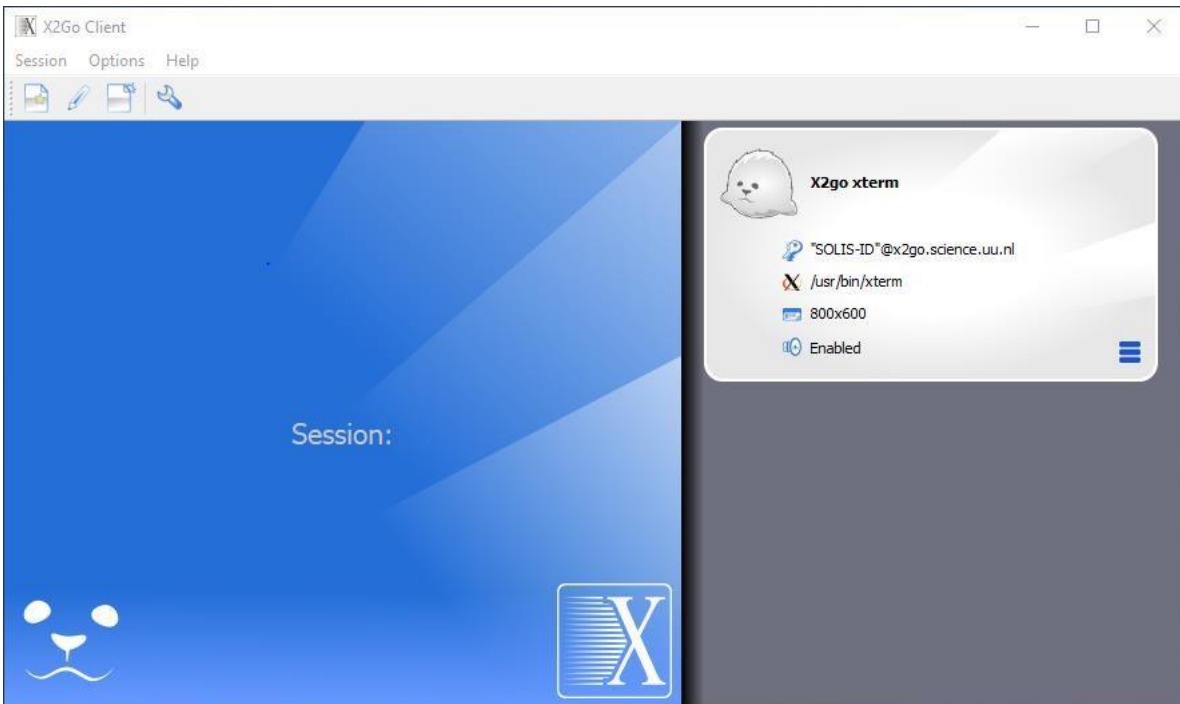 X2Go Client
Session Options Help
X2go xterm
"SOLIS-ID"@x2go.science.uu.nl
/usr/bin/xterm
800x600
Enabled
Session:
X